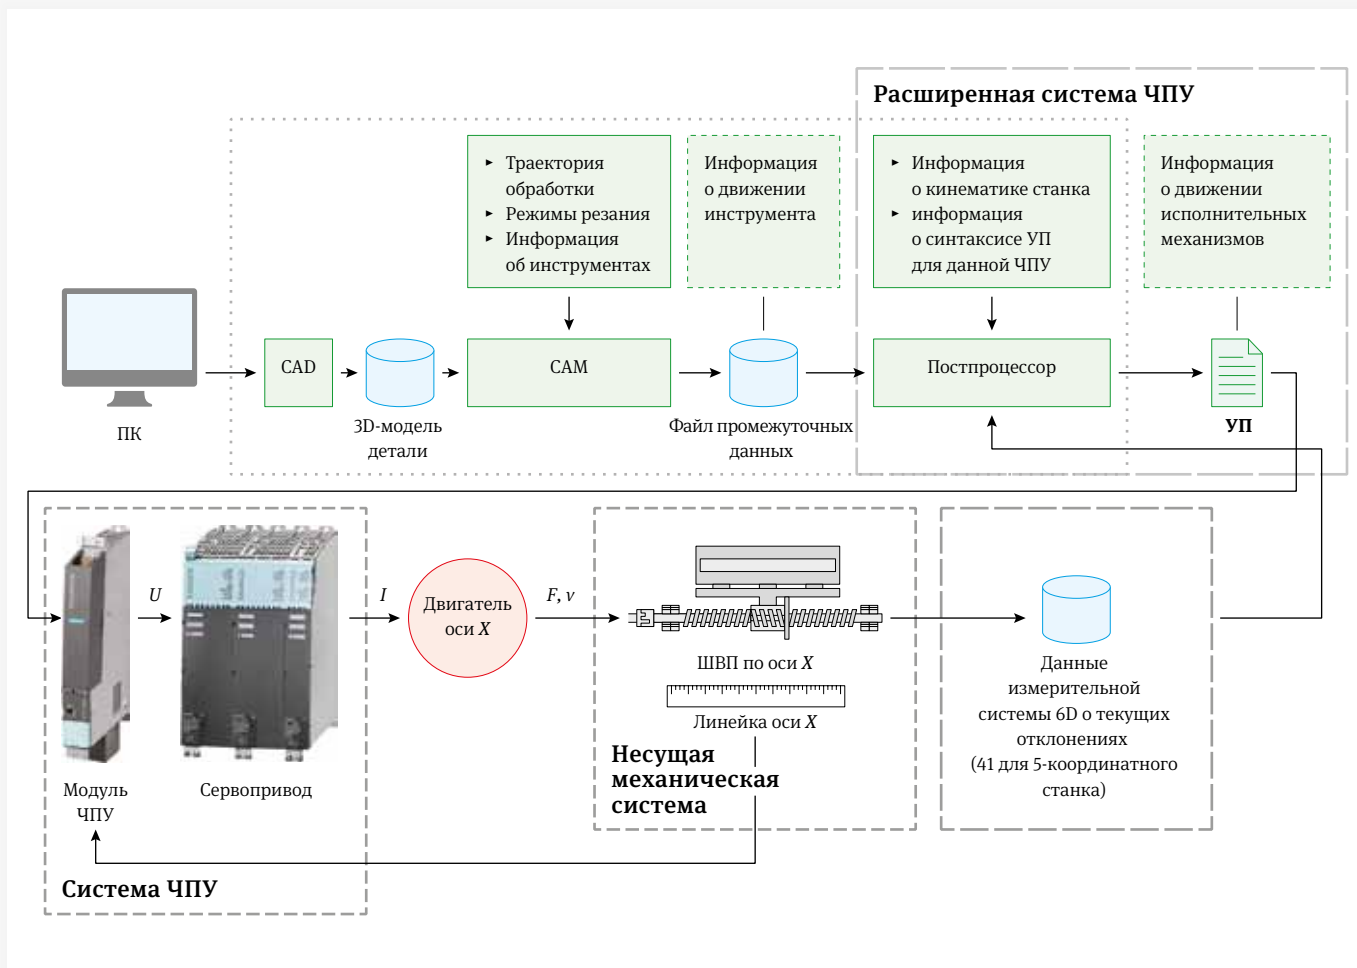 Расширенная система ЧПУ
► Траектория
обработки
► Режимы резания
► Информация
об инструментах
Информация
о движении
инструмента
► Информация
о кинематике станка
► информация
о синтаксисе УП
для данной ЧПУ
Информация
о движении
исполнительных
механизмов
ПК
CAD
3D-модель
детали
CAM
Файл промежуточных
данных
Постпроцессор
УП
U
I
Двигатель
оси X
F, v
ШВП по оси X
Линейка оси X
Несущая
механическая
система
Данные
измерительной
системы 6D о текущих
отклонениях
(41 для 5-координатного
станка)
Модуль
ЧПУ
Сервопривод
Система ЧПУ